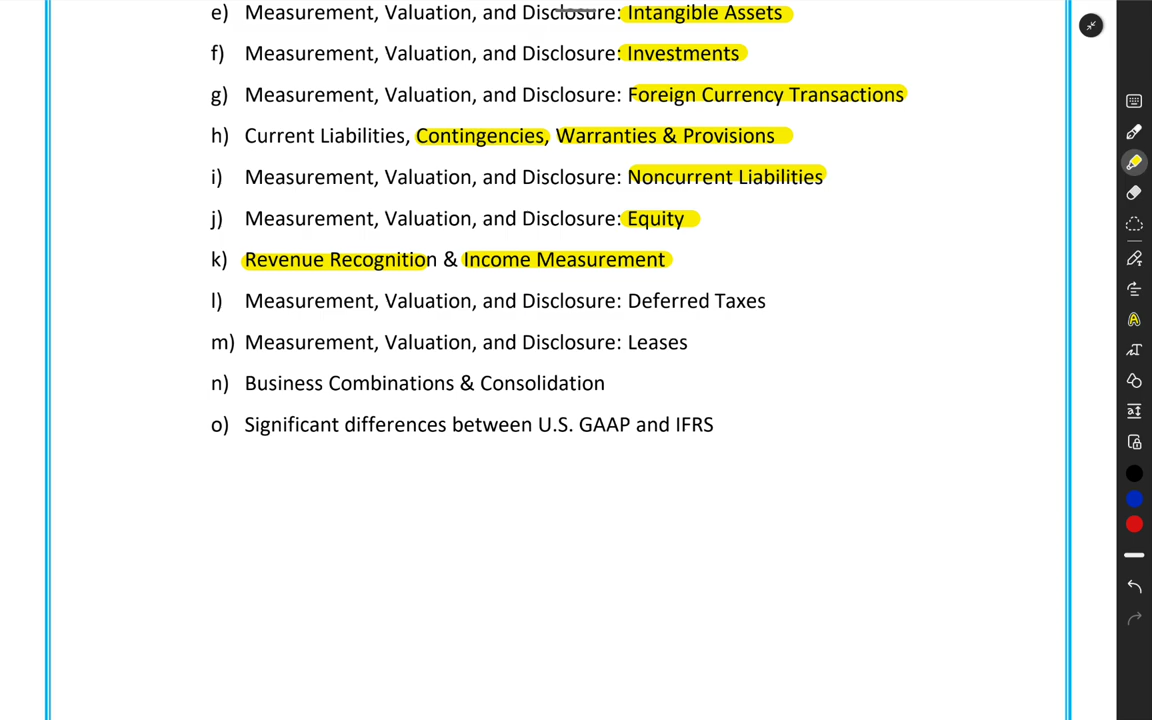 e) Measurement, Valuation, and Disclosure: Intangible Assets
f) Measurement, Valuation, and Disclosure: Investments
g) Measurement, Valuation, and Disclosure: Foreign Currency Transactions
h) Current Liabilities, Contingencies, Warranties & Provisions
i) Measurement, Valuation, and Disclosure: Noncurrent Liabilities
j) Measurement, Valuation, and Disclosure: Equity
k) Revenue Recognition & Income Measurement
l) Measurement, Valuation, and Disclosure: Deferred Taxes
m) Measurement, Valuation, and Disclosure: Leases
n) Business Combinations & Consolidation
o) Significant differences between U.S. GAAP and IFRS